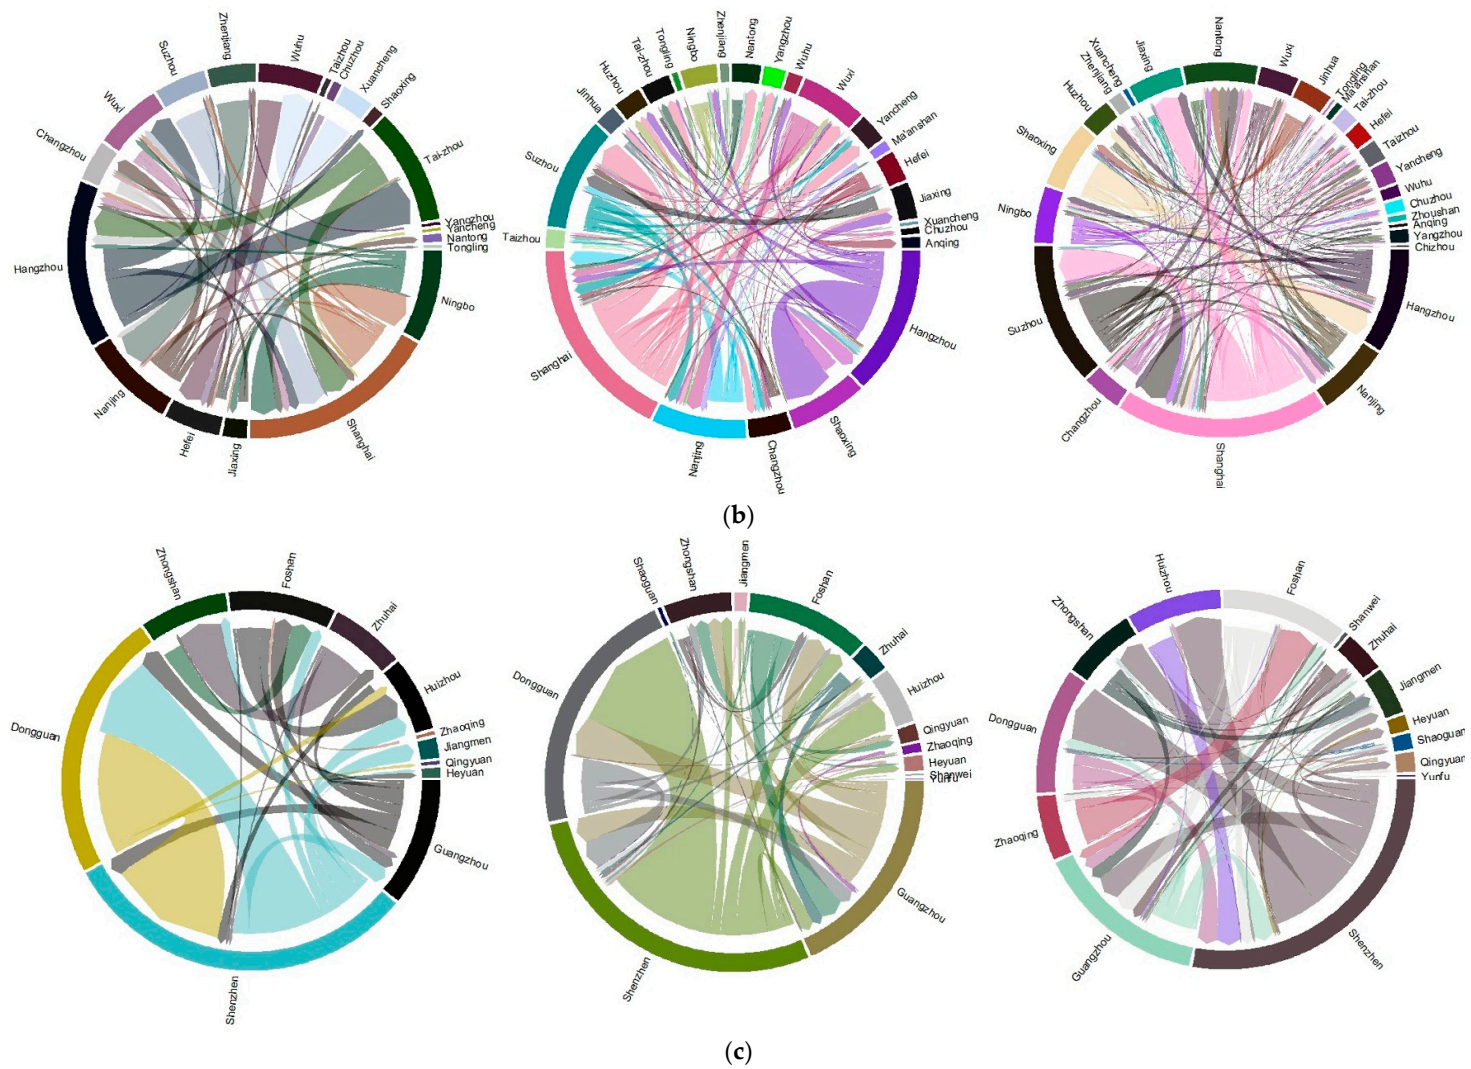 Hangzhou
Changzhou
Wuxi
Suzhou
Zhenjiang
Wuhu
Taizhou
Chuzhou
Xuancheng
Shaoxing
Tai-zhou
Yangzhou
Yancheng
Nantong
Tongling
Ningbo
Shanghai
Jiaxing
Hefei
Nanjing
Taizhou
Suzhou
Jinhua
Huzhou
Tai-zhou
Tongling
Ningbo
Zhenjiang
Nantong
Yangzhou
Wuhu
Wuxi
Yancheng
Ma'anshan
Hefei
Jiaxing
Xuancheng
Chuzhou
Anqing
Hangzhou
Shaoxing
Changzhou
Nanjing
Shanghai
Ningbo
Shaoxing
Huzhou
Zhenjiang
Xuancheng
Jiaxing
Nantong
Wuxi
Jinhua
Tongling
Ma'anshan
Tai-zhou
Hefei
Taizhou
Yancheng
Wuhu
Chuzhou
Zhoushan
Anqing
Yangzhou
Chizhou
Hangzhou
Nanjing
Shanghai
Changzhou
Suzhou
(b)
Dongguan
Zhongshan
Foshan
Zhuhai
Huizhou
Zhaoqing
Jiangmen
Qingyuan
Heyuan
Guangzhou
Shenzhen
Dongguan
Shaoguan
Zhongshan
Jiangmen
Foshan
Zhuhai
Huizhou
Qingyuan
Zhaoqing
Heyuan
Shanwei
Guangzhou
Shenzhen
Dongguan
Zhongshan
Huizhou
Foshan
Shanwei
Zhuhai
Jiangmen
Heyuan
Shaoguan
Qingyuan
Yunfu
Shenzhen
Guangzhou
Zhaoqing
(c)